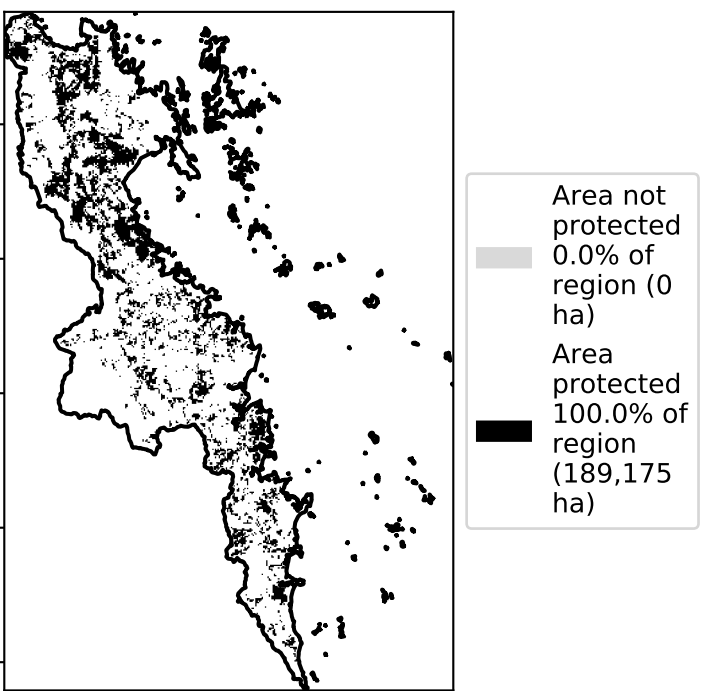 Area not
protected
0.0% of
region (0
ha)
Area
protected
100.0% of
region
(189,175
ha)